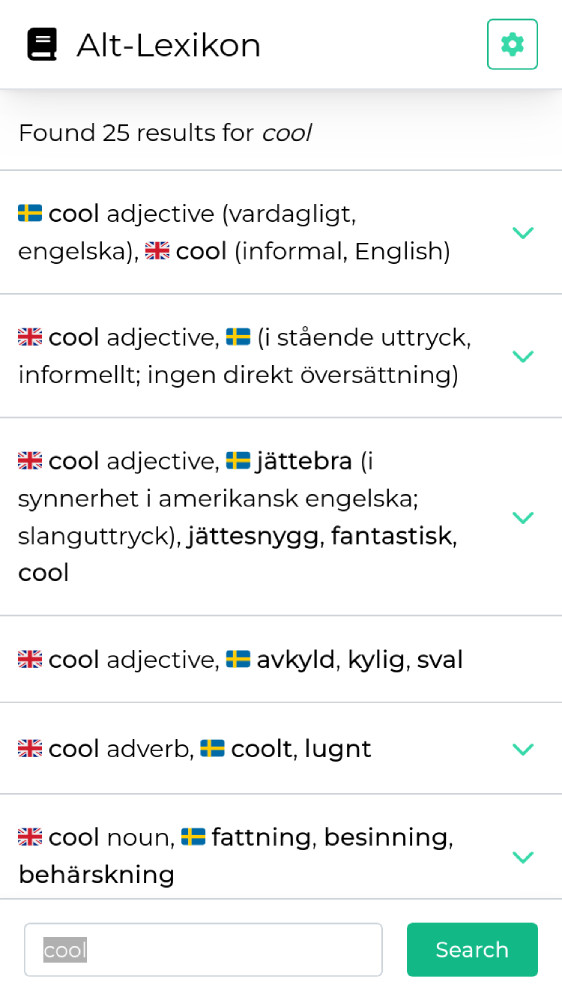 Alt-Lexikon
Found 25 results for cool
cool adjective (vardagligt,
engelska), cool (informal, English)
cool adjective, (i stående uttryck,
informellt; ingen direkt översättning)
cool adjective, jättebra (i
synnerhet i amerikansk engelska;
slanguttryck), jättesnygg, fantastisk,
cool
cool adjective, avkyld, kylig, sval
cool adverb, coolt, lugnt
cool noun, fattning, besinning,
behärskning
cool
Search